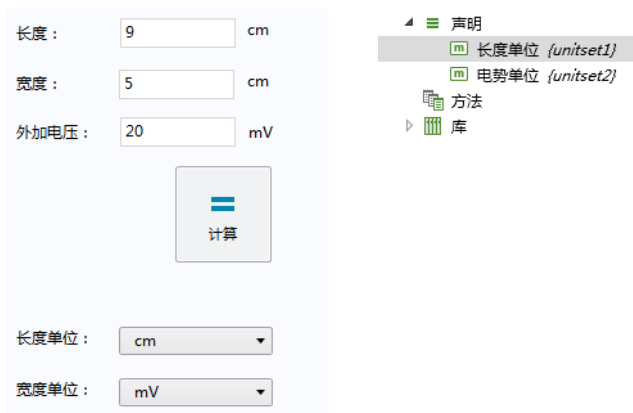 长度： 9 cm
宽度： 5 cm
外加电压： 20 mV
计算
长度单位： cm
宽度单位： mV
声明
长度单位 {unitset1}
电势单位 {unitset2}
方法
库